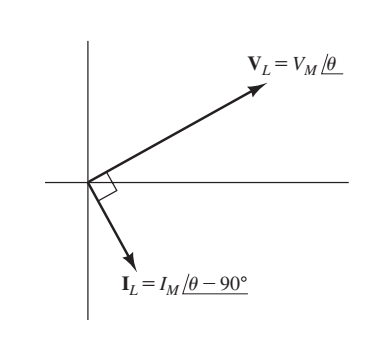 V_L = V_M /θ
I_L = I_M /θ − 90°